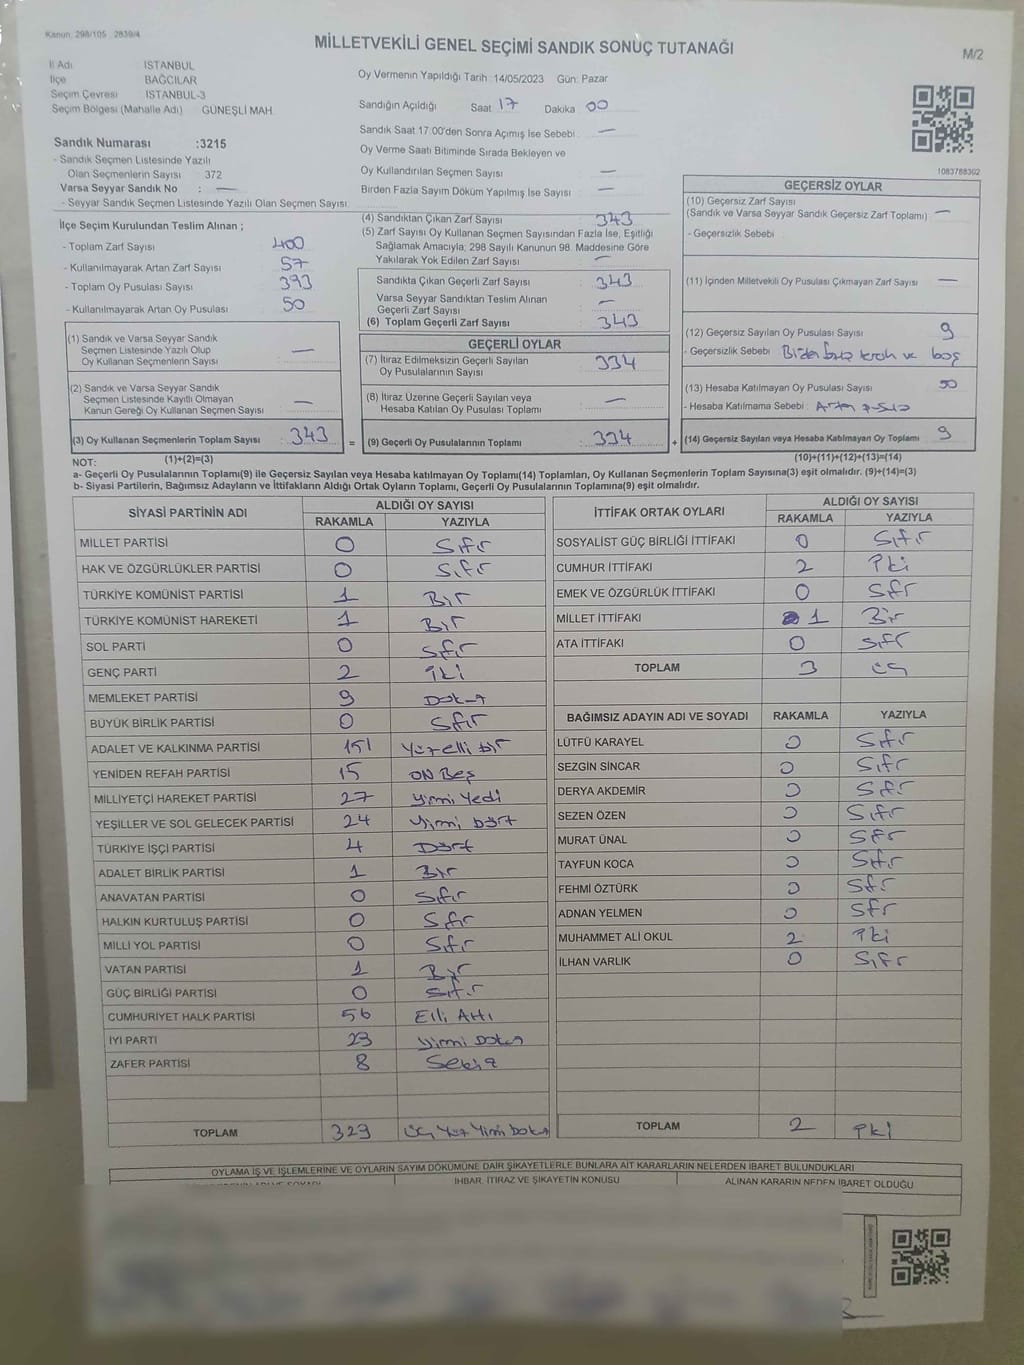 Kanun, 298/105 , 2839/4
MİLLETVEKİLİ GENEL SEÇİMİ SANDIK SONUÇ TUTANAĞI
M/2
İl Adı İSTANBUL
İlçe BAĞCILAR
Seçim Çevresi İSTANBUL-3
Seçim Bölgesi (Mahalle Adı) GÜNEŞLİ MAH
Sandık Numarası :3215
- Sandık Seçmen Listesinde Yazılı
Olan Seçmenlerin Sayısı 372
Varsa Seyyar Sandık No : —
- Seyyar Sandık Seçmen Listesinde Yazılı Olan Seçmen Sayısı
Oy Vermenin Yapıldığı Tarih 14/05/2023 Gün: Pazar
Sandığın Açıldığı Saat 17 Dakika 00
Sandık Saat 17.00'den Sonra Açımış İse Sebebi —
Oy Verme Saati Bitiminde Sırada Bekleyen ve
Oy Kullandırılan Seçmen Sayısı —
Birden Fazla Sayım Döküm Yapılmış İse Sayısı —
1083788302
İlçe Seçim Kurulundan Teslim Alınan ;
- Toplam Zarf Sayısı 400
- Kullanılmayarak Artan Zarf Sayısı 57
- Toplam Oy Pusulası Sayısı 393
- Kullanılmayarak Artan Oy Pusulası 50
(4) Sandıktan Çıkan Zarf Sayısı : 343
(5) Zarf Sayısı Oy Kullanan Seçmen Sayısından Fazla İse, Eşitliği
Sağlamak Amacıyla; 298 Sayılı Kanunun 98. Maddesine Göre
Yakılarak Yok Edilen Zarf Sayısı —
Sandıkta Çıkan Geçerli Zarf Sayısı : 343
Varsa Seyyar Sandıktan Teslim Alınan
Geçerli Zarf Sayısı : —
(6) Toplam Geçerli Zarf Sayısı : 343
GEÇERSİZ OYLAR
(10) Geçersiz Zarf Sayısı
(Sandık ve Varsa Seyyar Sandık Geçersiz Zarf Toplamı) —
- Geçersizlik Sebebi
(11) İçinden Milletvekili Oy Pusulası Çıkmayan Zarf Sayısı —
(12) Geçersiz Sayılan Oy Pusulası Sayısı 9
- Geçersizlik Sebebi ve boş
(13) Hesaba Katılmayan Oy Pusulası Sayısı 50
- Hesaba Katılmama Sebebi :
(14) Geçersiz Sayılan veya Hesaba Katılmayan Oy Toplamı 9
(10)+(11)+(12)+(13)=(14)
(1) Sandık ve Varsa Seyyar Sandık
Seçmen Listesinde Yazılı Olup
Oy Kullanan Seçmenlerin Sayısı —
(2) Sandık ve Varsa Seyyar Sandık
Seçmen Listesinde Kayıtlı Olmayan
Kanun Gereği Oy Kullanan Seçmen Sayısı —
(3) Oy Kullanan Seçmenlerin Toplam Sayısı : 343
(1)+(2)=(3)
GEÇERLİ OYLAR
(7) İtiraz Edilmeksizin Geçerli Sayılan
Oy Pusulalarının Sayısı : 334
(8) İtiraz Üzerine Geçerli Sayılan veya
Hesaba Katılan Oy Pusulası Toplamı : —
= (9) Geçerli Oy Pusulalarının Toplamı : 334 +
NOT:
a- Geçerli Oy Pusulalarının Toplamı(9) ile Geçersiz Sayılan veya Hesaba katılmayan Oy Toplamı(14) Toplamları, Oy Kullanan Seçmenlerin Toplam Sayısına(3) eşit olmalıdır. (9)+(14)=(3)
b- Siyasi Partilerin, Bağımsız Adayların ve İttifakların Aldığı Ortak Oyların Toplamı, Geçerli Oy Pusulalarının Toplamına(9) eşit olmalıdır.
SİYASİ PARTİNİN ADI ALDIĞI OY SAYISI
RAKAMLA YAZIYLA
MİLLET PARTİSİ 0 Sıfır
HAK VE ÖZGÜRLÜKLER PARTİSİ 0 Sıfır
TÜRKİYE KOMÜNİST PARTİSİ 1 Bir
TÜRKİYE KOMÜNİST HAREKETİ 1 Bir
SOL PARTİ 0 Sıfır
GENÇ PARTİ 2 İki
MEMLEKET PARTİSİ 9 Dokuz
BÜYÜK BİRLİK PARTİSİ 0 Sıfır
ADALET VE KALKINMA PARTİSİ 151 Yüzelli bir
YENİDEN REFAH PARTİSİ 15 ON Beş
MİLLİYETÇİ HAREKET PARTİSİ 27 Yirmi Yedi
YEŞİLLER VE SOL GELECEK PARTİSİ 24 Yirmi dört
TÜRKİYE İŞÇİ PARTİSİ 4 Dört
ADALET BİRLİK PARTİSİ 1 Bir
ANAVATAN PARTİSİ 0 Sıfır
HALKIN KURTULUŞ PARTİSİ 0 Sıfır
MİLLİ YOL PARTİSİ 0 Sıfır
VATAN PARTİSİ 1 Bir
GÜÇ BİRLİĞİ PARTİSİ 0 Sıfır
CUMHURİYET HALK PARTİSİ 56 Elli Altı
İYİ PARTİ 29 Yirmi Dokuz
ZAFER PARTİSİ 8 Sekiz
TOPLAM 329 Üç Yüz Yirmi Dokuz
İTTİFAK ORTAK OYLARI ALDIĞI OY SAYISI
RAKAMLA YAZIYLA
SOSYALİST GÜÇ BİRLİĞİ İTTİFAKI 0 Sıfır
CUMHUR İTTİFAKI 2 İki
EMEK VE ÖZGÜRLÜK İTTİFAKI 0 Sıfır
MİLLET İTTİFAKI 1 Bir
ATA İTTİFAKI 0 Sıfır
TOPLAM 3 Üç
BAĞIMSIZ ADAYIN ADI VE SOYADI RAKAMLA YAZIYLA
LÜTFÜ KARAYEL 0 Sıfır
SEZGİN SİNCAR 0 Sıfır
DERYA AKDEMİR 0 Sıfır
SEZEN ÖZEN 0 Sıfır
MURAT ÜNAL 0 Sıfır
TAYFUN KOCA 0 Sıfır
FEHMİ ÖZTÜRK 0 Sıfır
ADNAN YELMEN 0 Sıfır
MUHAMMET ALİ OKUL 2 İki
İLHAN VARLIK 0 Sıfır
TOPLAM 2 İki
OYLAMA İŞ VE İŞLEMLERİNE VE OYLARIN SAYIM DÖKÜMÜNE DAİR ŞİKAYETLERLE BUNLARA AİT KARARLARIN NELERDEN İBARET BULUNDUKLARI
İHBAR, İTİRAZ VE ŞİKAYETİN KONUSU ALINAN KARARIN NEDEN İBARET OLDUĞU